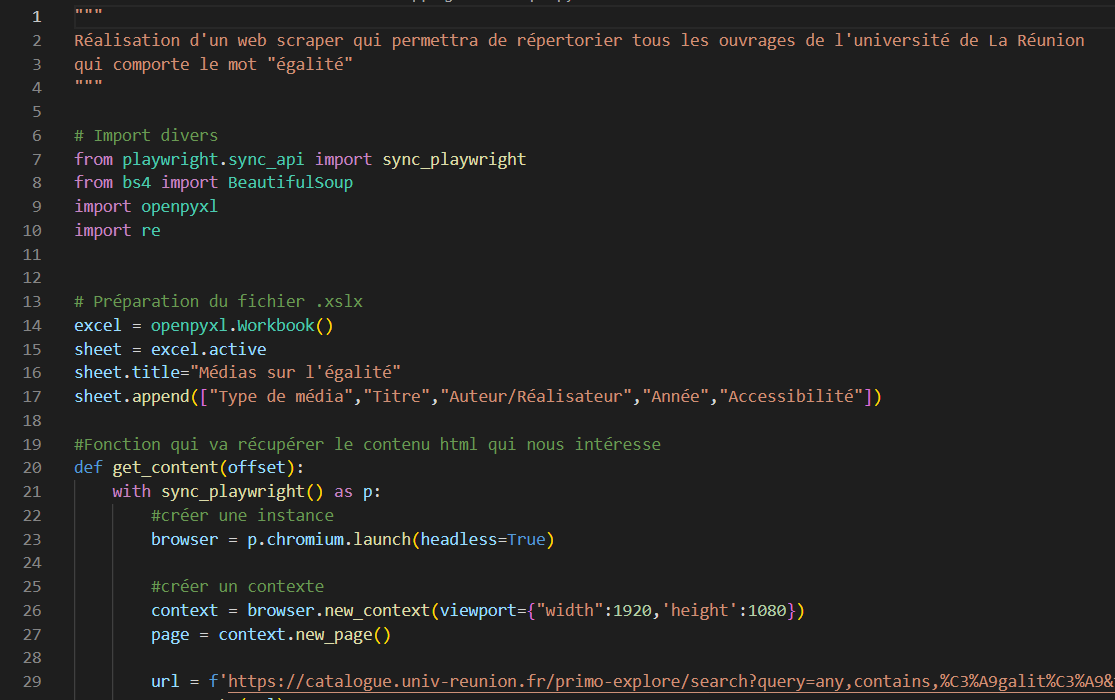 1 """
2 Réalisation d'un web scraper qui permettra de répertorier tous les ouvrages de l'université de La Réunion
3 qui comporte le mot "égalité"
4 """
5
6 # Import divers
7 from playwright.sync_api import sync_playwright
8 from bs4 import BeautifulSoup
9 import openpyxl
10 import re
11
12
13 # Préparation du fichier .xslx
14 excel = openpyxl.Workbook()
15 sheet = excel.active
16 sheet.title="Médias sur l'égalité"
17 sheet.append(["Type de média","Titre","Auteur/Réalisateur","Année","Accessibilité"])
18
19 #Fonction qui va récupérer le contenu html qui nous intéresse
20 def get_content(offset):
21 with sync_playwright() as p:
22 #créer une instance
23 browser = p.chromium.launch(headless=True)
24
25 #créer un contexte
26 context = browser.new_context(viewport={"width":1920,'height':1080})
27 page = context.new_page()
28
29 url = f'https://catalogue.univ-reunion.fr/primo-explore/search?query=any,contains,%C3%A9galit%C3%A9&